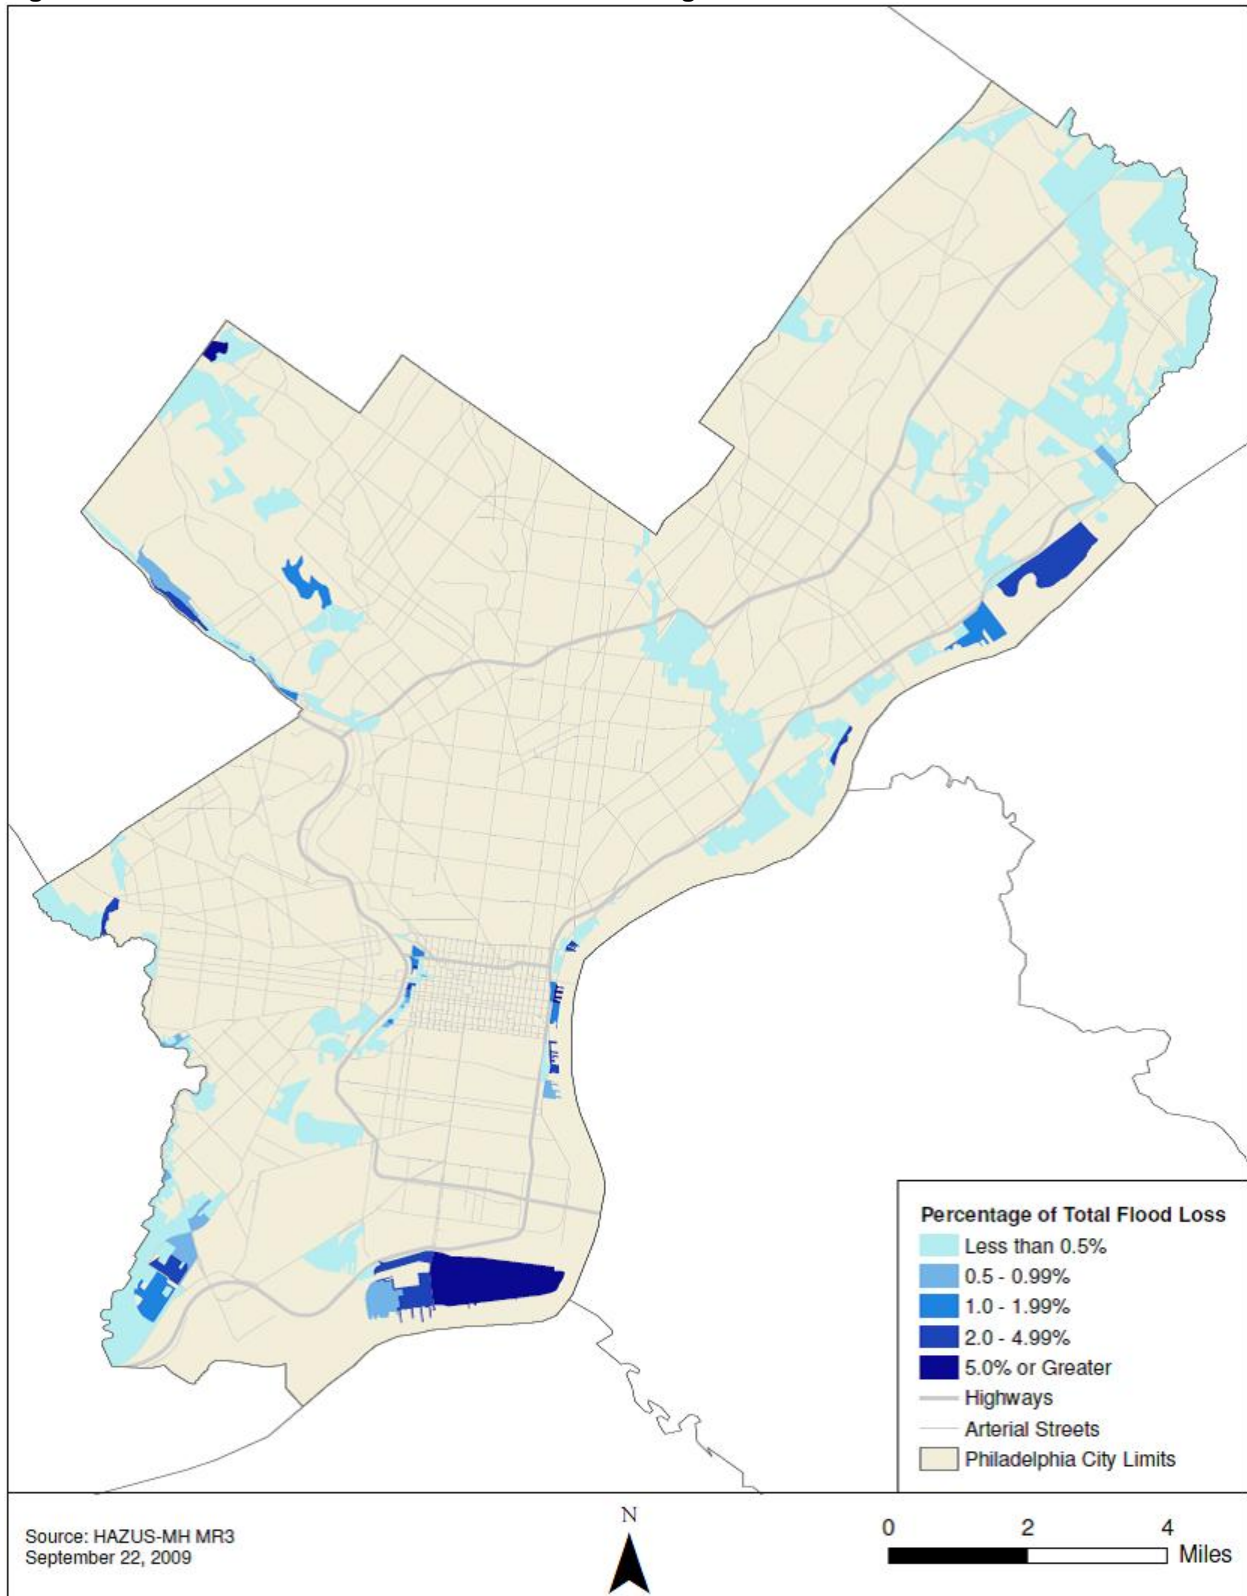 Percentage of Total Flood Loss
Less than 0.5%
0.5 - 0.99%
1.0 - 1.99%
2.0 - 4.99%
5.0% or Greater
Highways
Arterial Streets
Philadelphia City Limits
Source: HAZUS-MH MR3
September 22, 2009
N
0 2 4
Miles